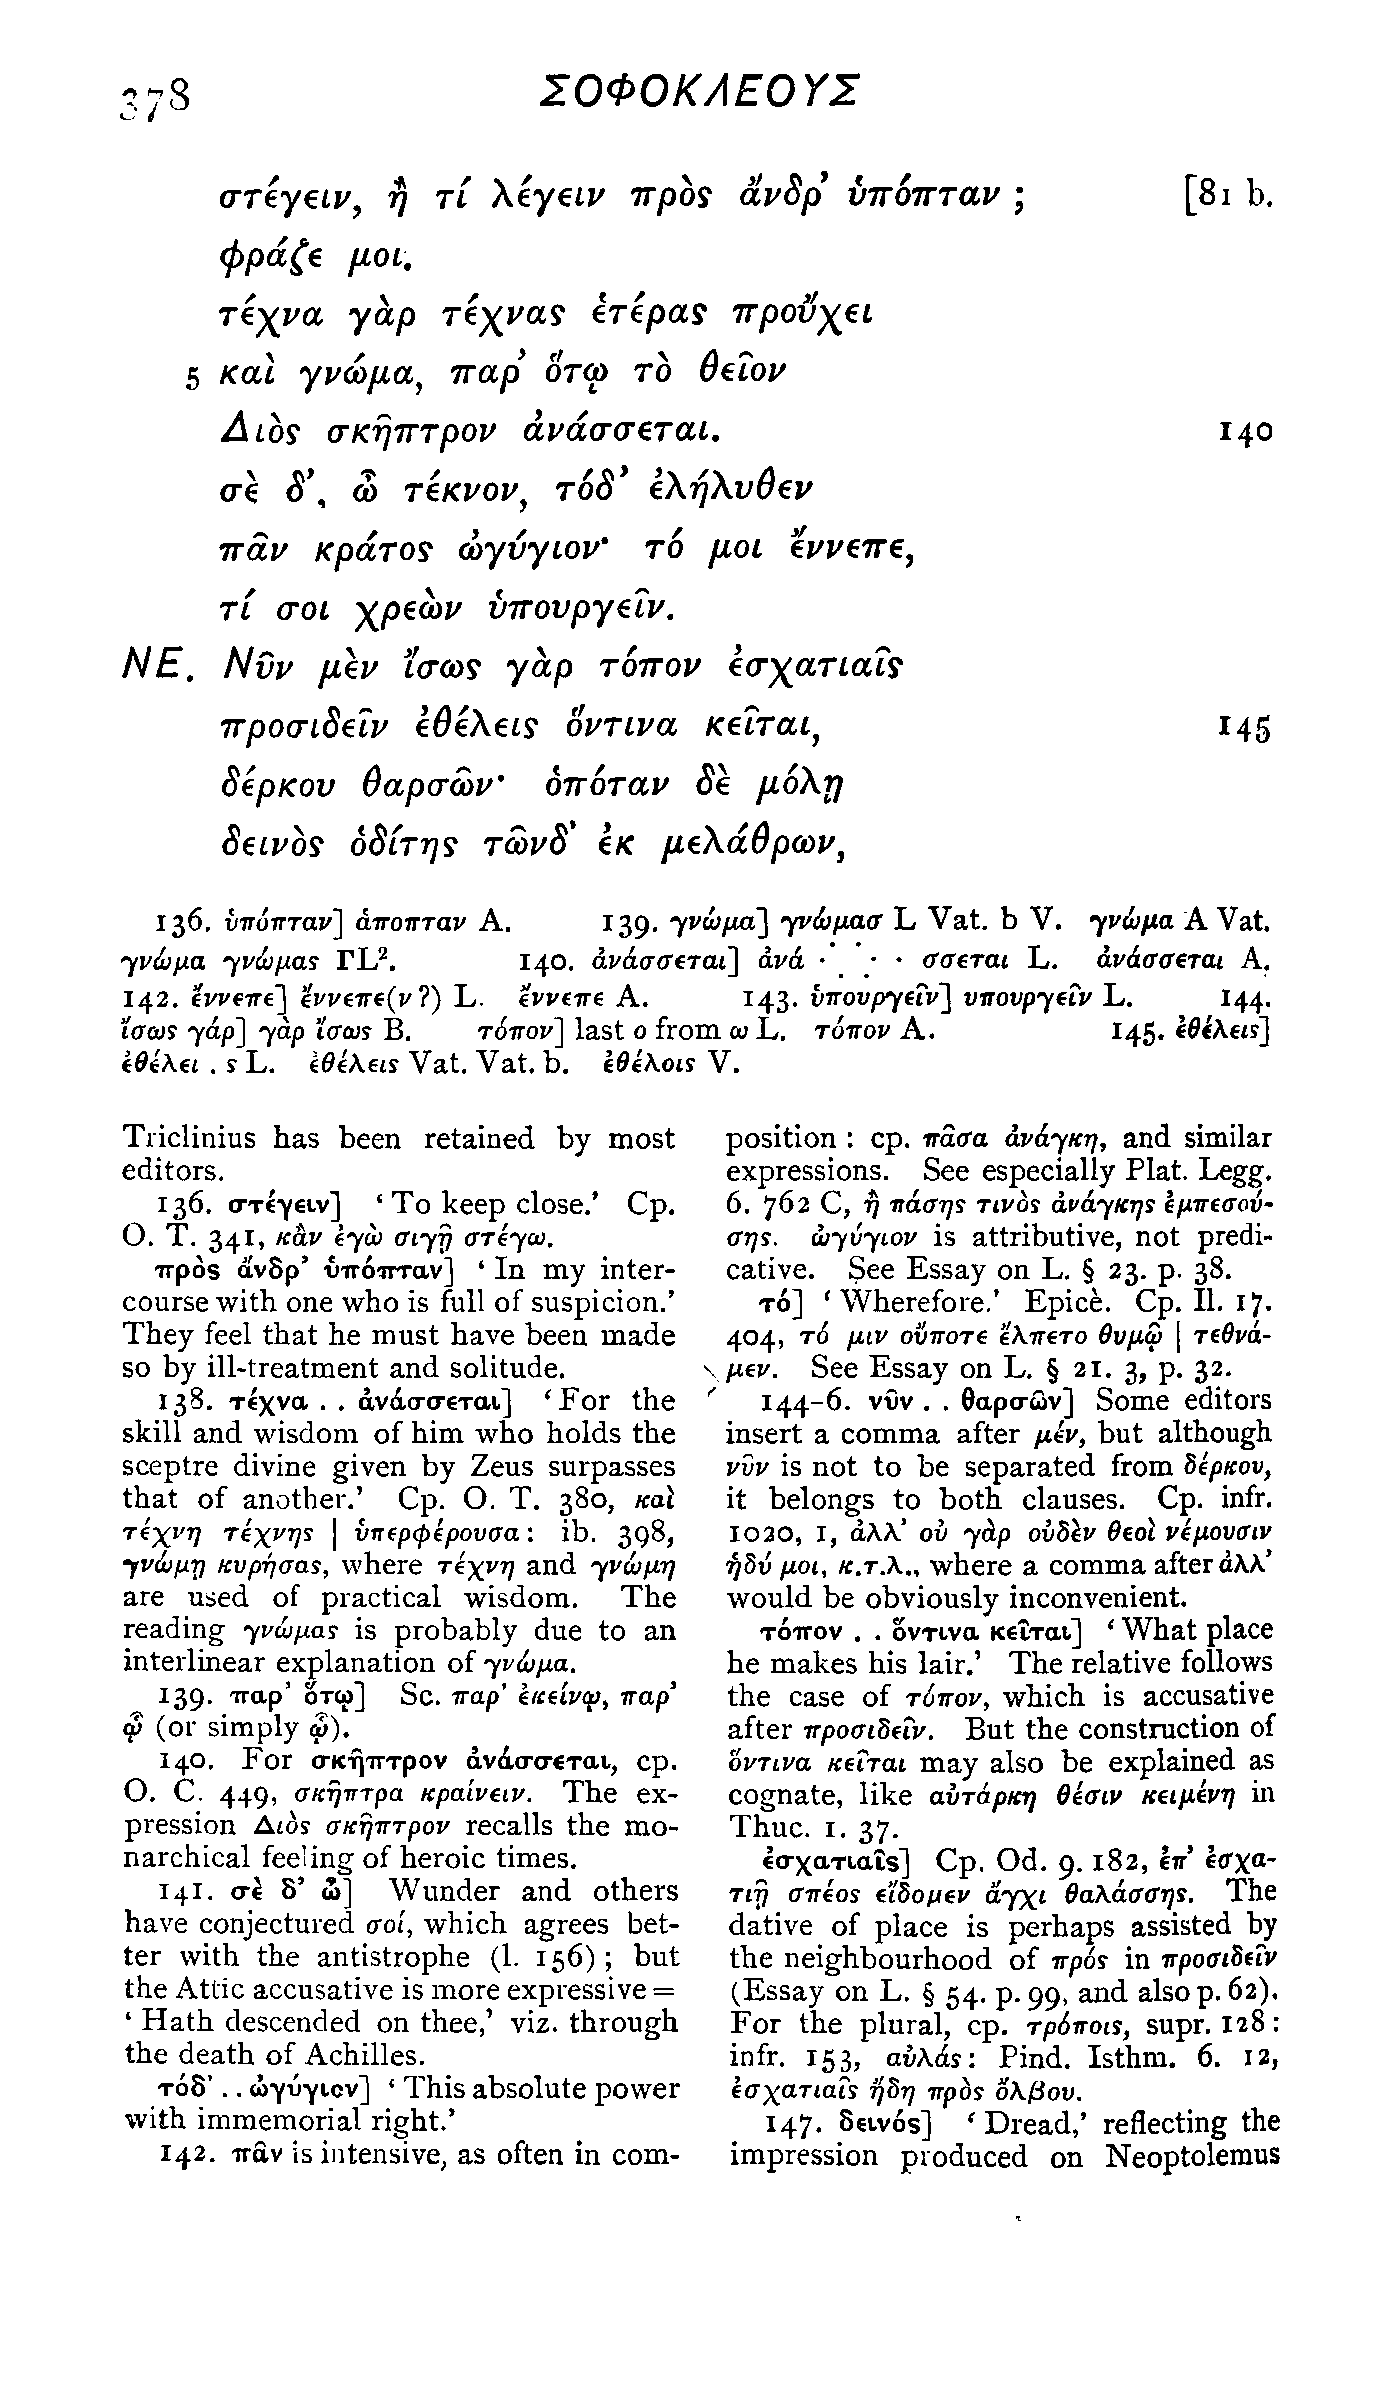 378 ΣΟΦΟΚΛΕΟΥΣ
στέγειν, ἢ τί λέγειν πρὸς ἄνδρ’ ὑπόπταν ; [81 b.
φράζε μοι.
τέχνα γὰρ τέχνας ἑτέρας προὔχει
5 καὶ γνώμα, παρ’ ὅτῳ τὸ θεῖον
Διὸς σκῆπτρον ἀνάσσεται. 140
σὲ δ’, ὦ τέκνον, τόδ’ ἐλήλυθεν
πᾶν κράτος ὠγύγιον· τό μοι ἔννεπε,
τί σοι χρεὼν ὑπουργεῖν.
ΝΕ. Νῦν μὲν ἴσως γὰρ τόπον ἐσχατιαῖς
προσιδεῖν ἐθέλεις ὅντινα κεῖται, 145
δέρκου θαρσῶν· ὁπόταν δὲ μόλῃ
δεινὸς ὁδίτης τῶνδ’ ἐκ μελάθρων,
136. ὑπόπταν] ἀποπταν A. 139. γνώμα] γνώμασ L Vat. b V. γνώμα A Vat.
γνώμα γνώμας ΓL². 140. ἀνάσσεται] ἀνά · · · · σσεται L. ἀνάσσεται A.
142. ἔννεπε] ἔννεπε(ν?) L. ἔννεπε A. 143. ὑπουργεῖν] υπουργεῖν L. 144.
ἴσως γάρ] γὰρ ἴσως B. τόπον] last ο from ω L. τόπον A. 145. ἐθέλεις]
ἐθέλει . ς L. ἐθέλεις Vat. Vat. b. ἐθέλοις V.
Triclinius has been retained by most
editors.
136. στέγειν] ‘To keep close.’ Cp.
O. T. 341, κἂν ἐγὼ σιγῇ στέγω.
πρὸς ἄνδρ’ ὑπόπταν] ‘In my inter-
course with one who is full of suspicion.’
They feel that he must have been made
so by ill-treatment and solitude.
138. τέχνα . . ἀνάσσεται] ‘For the
skill and wisdom of him who holds the
sceptre divine given by Zeus surpasses
that of another.’ Cp. O. T. 380, καὶ
τέχνη τέχνης | ὑπερφέρουσα: ib. 398,
γνώμῃ κυρήσας, where τέχνη and γνώμη
are used of practical wisdom. The
reading γνώμας is probably due to an
interlinear explanation of γνώμα.
139. παρ’ ὅτῳ] Sc. παρ’ ἐκείνῳ, παρ’
ᾧ (or simply ᾧ).
140. For σκῆπτρον ἀνάσσεται, cp.
O. C. 449, σκῆπτρα κραίνειν. The ex-
pression Διὸς σκῆπτρον recalls the mo-
narchical feeling of heroic times.
141. σὲ δ’ ὦ] Wunder and others
have conjectured σοί, which agrees bet-
ter with the antistrophe (l. 156) ; but
the Attic accusative is more expressive =
‘Hath descended on thee,’ viz. through
the death of Achilles.
τόδ’ . . ὠγύγιον] ‘This absolute power
with immemorial right.’
142. πᾶν is intensive, as often in com-
position : cp. πᾶσα ἀνάγκη, and similar
expressions. See especially Plat. Legg.
6. 762 C, ἢ πάσης τινὸς ἀνάγκης ἐμπεσού-
σης. ὠγύγιον is attributive, not predi-
cative. See Essay on L. § 23. p. 38.
τό] ‘Wherefore.’ Epicè. Cp. Il. 17.
404, τό μιν οὔποτε ἔλπετο θυμῷ | τεθνά-
μεν. See Essay on L. § 21. 3, p. 32.
144-6. νῦν . . θαρσῶν] Some editors
insert a comma after μέν, but although
νῦν is not to be separated from δέρκου,
it belongs to both clauses. Cp. infr.
1020, 1, ἀλλ’ οὐ γὰρ οὐδὲν θεοὶ νέμουσιν
ἡδύ μοι, κ.τ.λ., where a comma after ἀλλ’
would be obviously inconvenient.
τόπον . . ὅντινα κεῖται] ‘What place
he makes his lair.’ The relative follows
the case of τόπον, which is accusative
after προσιδεῖν. But the construction of
ὅντινα κεῖται may also be explained as
cognate, like αὐτάρκη θέσιν κειμένη in
Thuc. 1. 37.
ἐσχατιαῖς] Cp. Od. 9. 182, ἐπ’ ἐσχα-
τιῇ σπέος εἴδομεν ἄγχι θαλάσσης. The
dative of place is perhaps assisted by
the neighbourhood of πρός in προσιδεῖν
(Essay on L. § 54. p. 99, and also p. 62).
For the plural, cp. τρόποις, supr. 128 :
infr. 153, αὐλάς: Pind. Isthm. 6. 12,
ἐσχατιαῖς ἤδη πρὸς ὄλβου.
147. δεινός] ‘Dread,’ reflecting the
impression produced on Neoptolemus